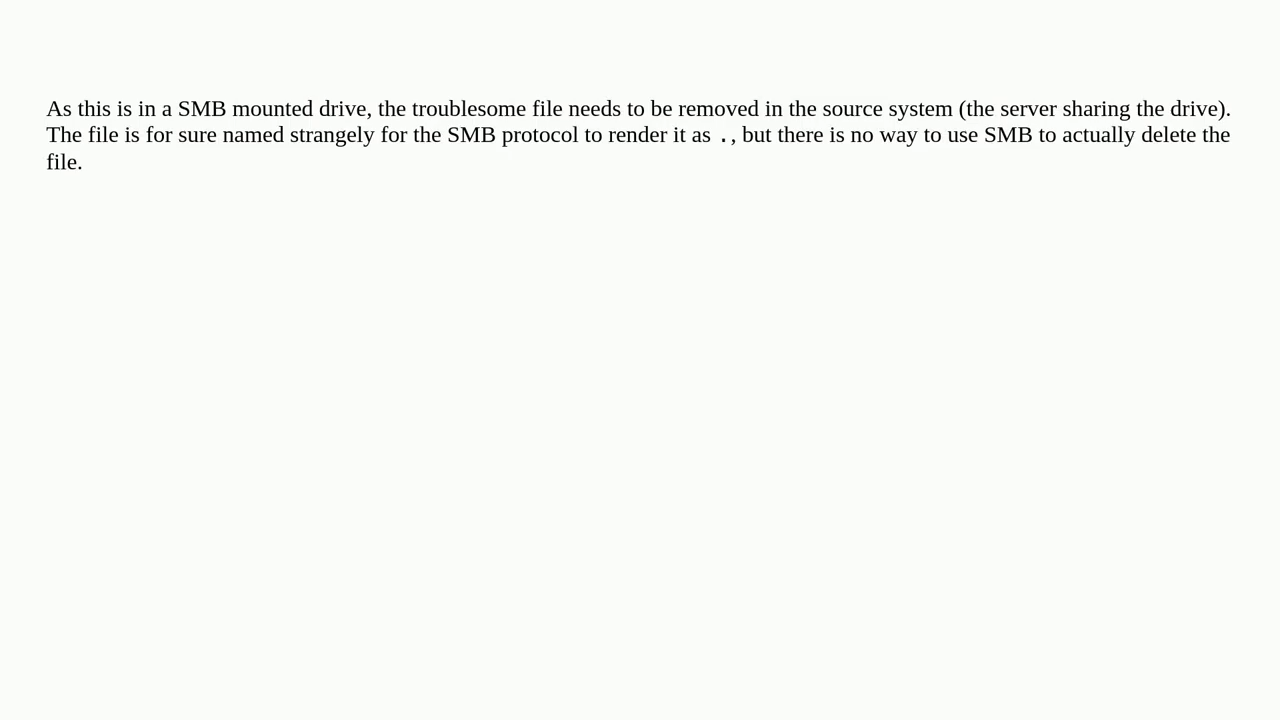 As this is in a SMB mounted drive, the troublesome file needs to be removed in the source system (the server sharing the drive).
The file is for sure named strangely for the SMB protocol to render it as ., but there is no way to use SMB to actually delete the
file.